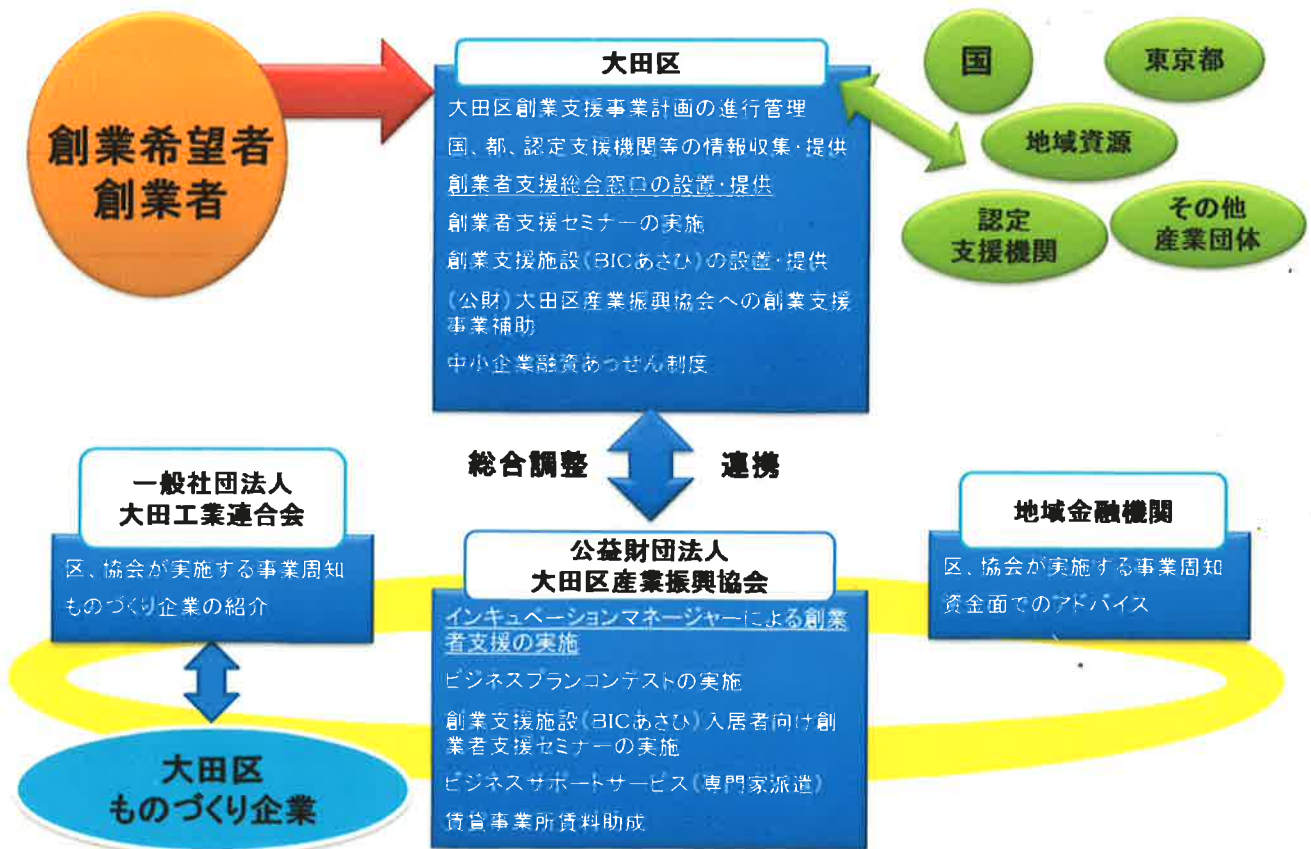 創業希望者
創業者
大田区
大田区創業支援事業計画の進行管理
国、都、認定支援機関等の情報収集・提供
創業者支援総合窓口の設置・提供
創業者支援セミナーの実施
創業支援施設(BICあさひ)の設置・提供
(公財)大田区産業振興協会への創業支援
事業補助
中小企業融資あっせん制度
国
東京都
地域資源
認定
支援機関
その他
産業団体
総合調整
連携
一般社団法人
大田工業連合会
区、協会が実施する事業周知
ものづくり企業の紹介
大田区
ものづくり企業
公益財団法人
大田区産業振興協会
インキュベーションマネージャーによる創業
者支援の実施
ビジネスプランコンテストの実施
創業支援施設(BICあさひ)入居者向け創
業者支援セミナーの実施
ビジネスサポートサービス(専門家派遣)
賃貸事業所賃料助成
地域金融機関
区、協会が実施する事業周知
資金面でのアドバイス